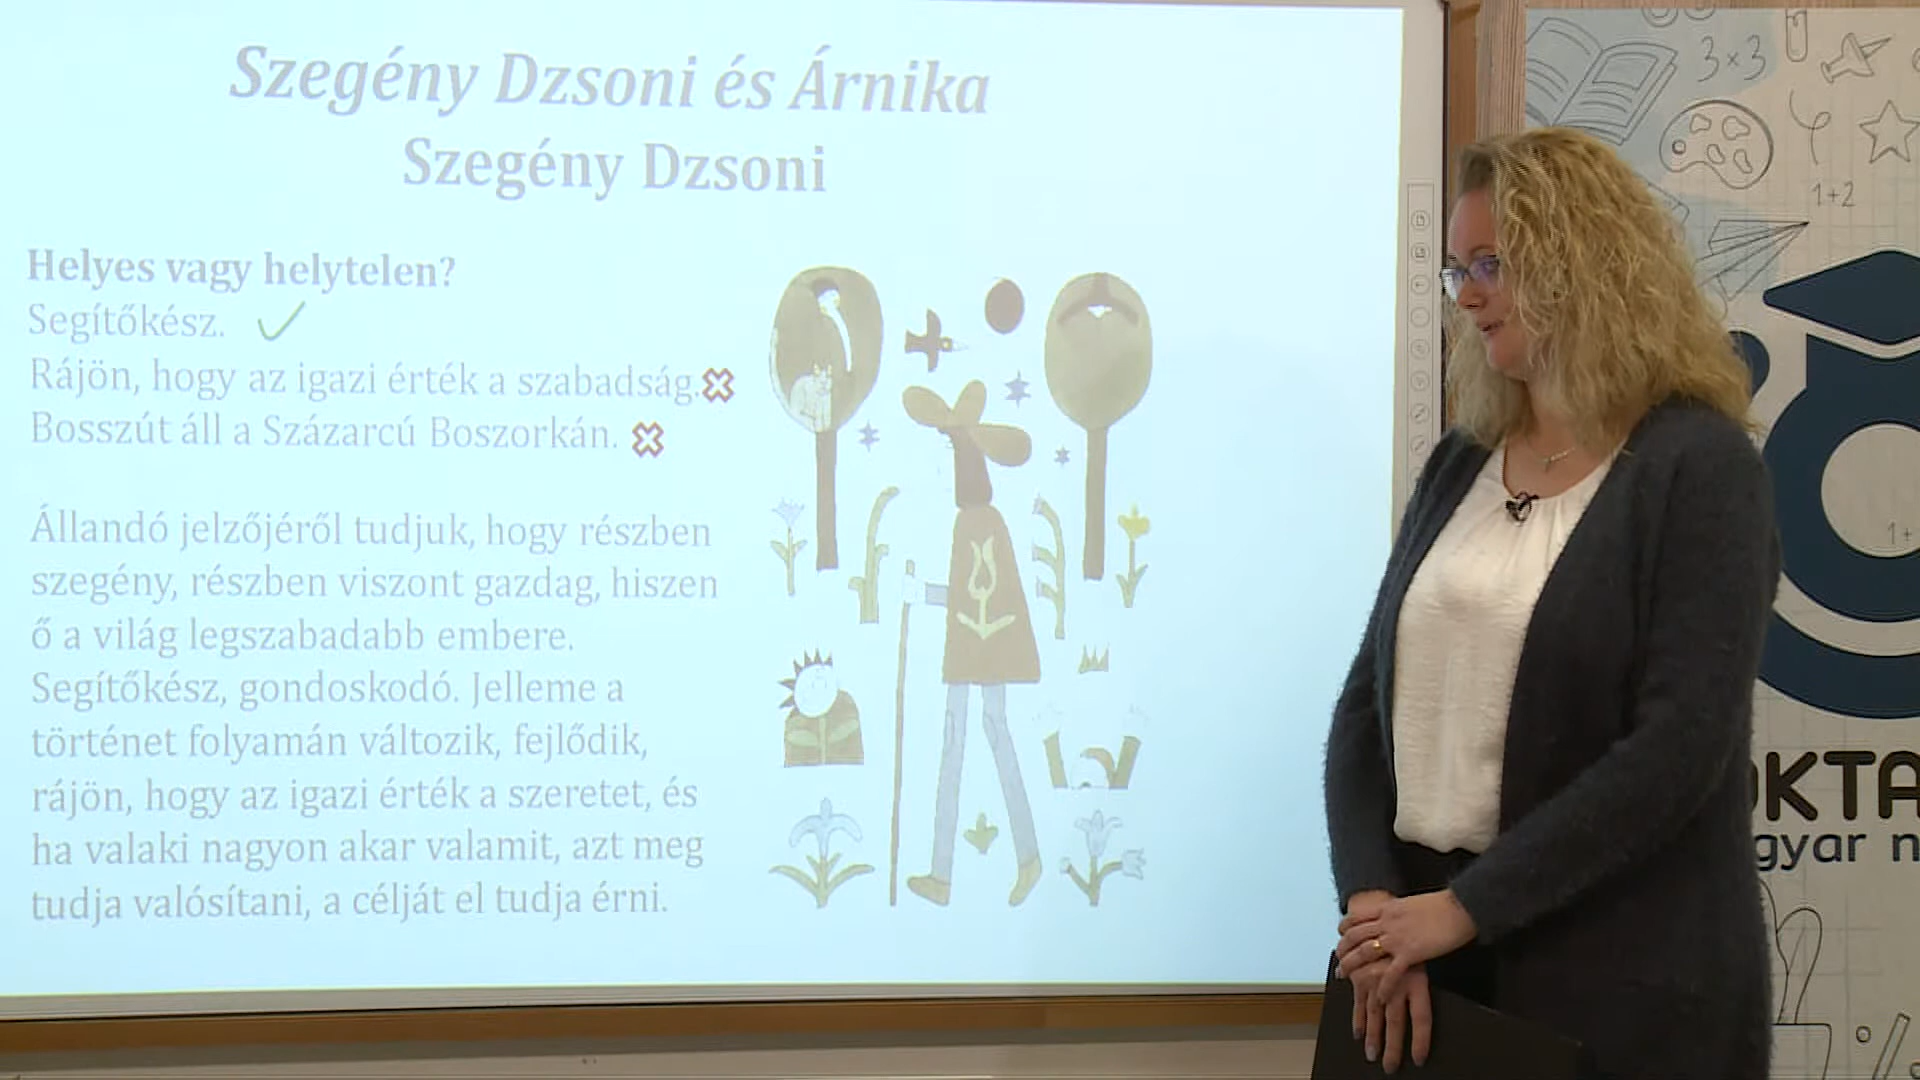 Szegény Dzsoni és Árnika
Szegény Dzsoni
Helyes vagy helytelen?
Segítőkész.
Rájön, hogy az igazi érték a szabadság.
Bosszút áll a Százarcú Boszorkán.
Állandó jelzőjéről tudjuk, hogy részben
szegény, részben viszont gazdag, hiszen
ő a világ legszabadabb embere.
Segítőkész, gondoskodó. Jelleme a
történet folyamán változik, fejlődik,
rájön, hogy az igazi érték a szeretet, és
ha valaki nagyon akar valamit, azt meg
tudja valósítani, a célját el tudja érni.
3×3
1+2
1+
OKTA
gyar n